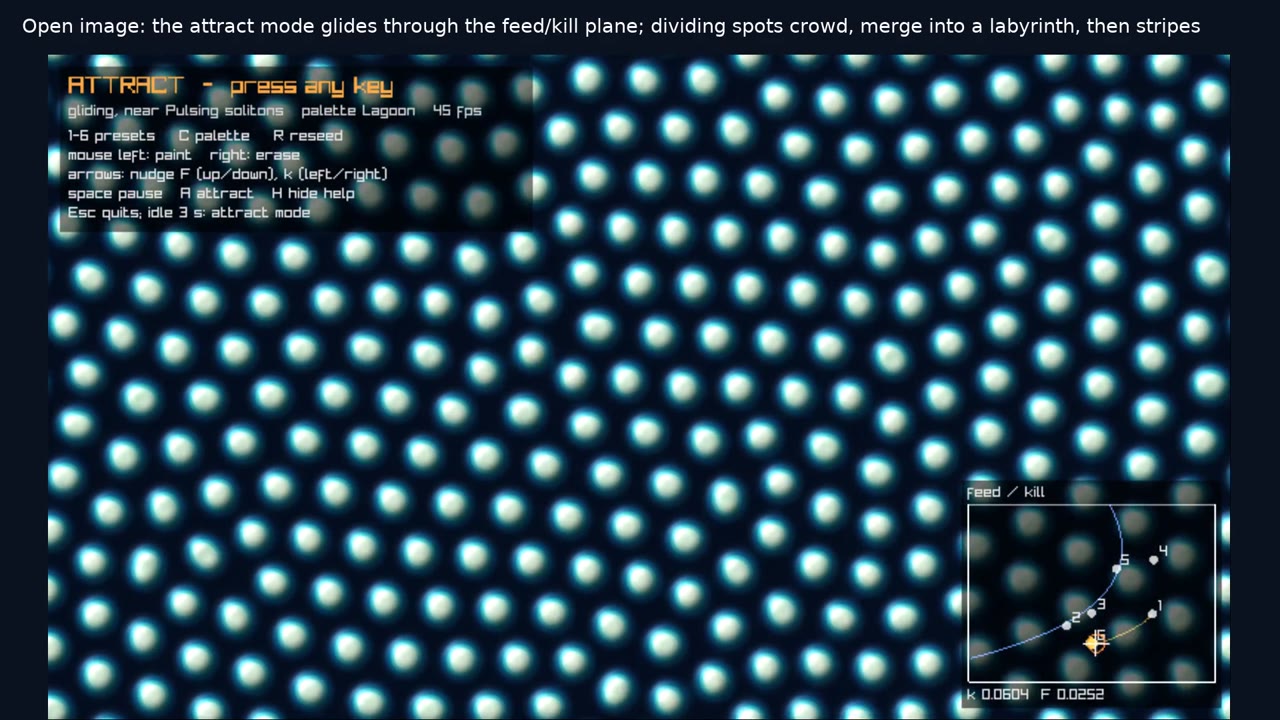 Open image: the attract mode glides through the feed/kill plane; dividing spots crowd, merge into a labyrinth, then stripes
ATTRACT - press any key
gliding, near Pulsing solitons palette Lagoon 45 fps
1-6 presets C palette R reseed
mouse left: paint right: erase
arrows: nudge F (up/down), k (left/right)
space pause A attract H hide help
Esc quits; idle 3 s: attract mode
Feed / kill
4
5
3
1
2
6
k 0.0604 F 0.0252